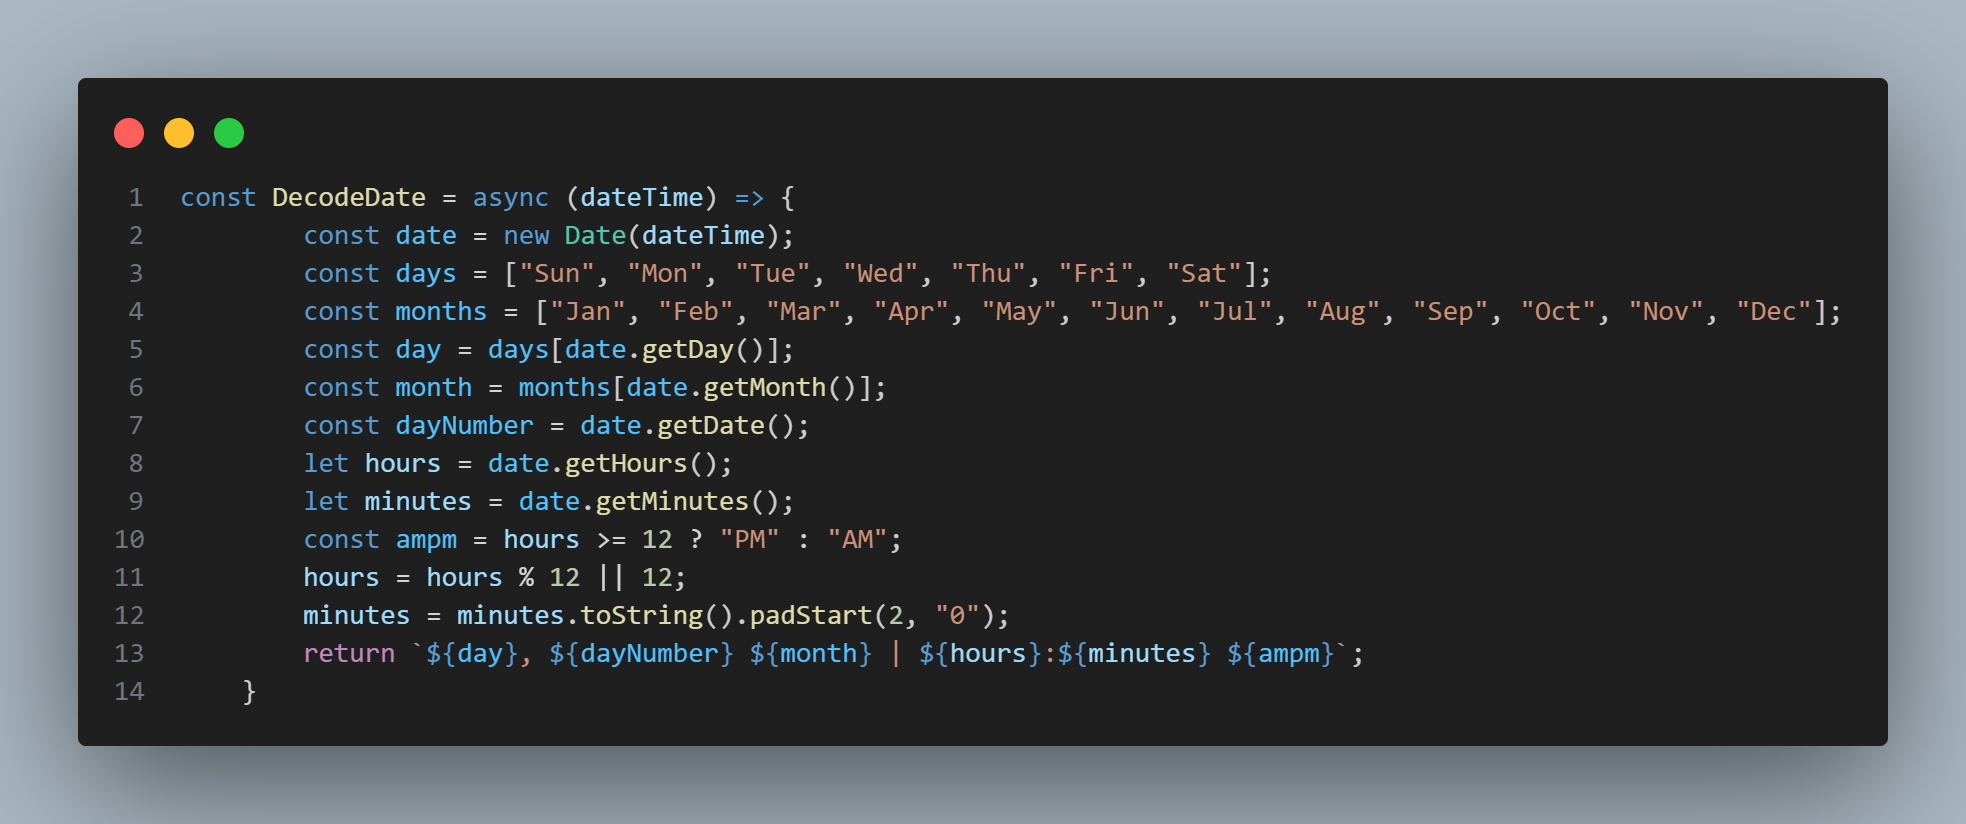 1 const DecodeDate = async (dateTime) => {
2 const date = new Date(dateTime);
3 const days = ["Sun", "Mon", "Tue", "Wed", "Thu", "Fri", "Sat"];
4 const months = ["Jan", "Feb", "Mar", "Apr", "May", "Jun", "Jul", "Aug", "Sep", "Oct", "Nov", "Dec"];
5 const day = days[date.getDay()];
6 const month = months[date.getMonth()];
7 const dayNumber = date.getDate();
8 let hours = date.getHours();
9 let minutes = date.getMinutes();
10 const ampm = hours >= 12 ? "PM" : "AM";
11 hours = hours % 12 || 12;
12 minutes = minutes.toString().padStart(2, "0");
13 return `${day}, ${dayNumber} ${month} | ${hours}:${minutes} ${ampm}`;
14 }